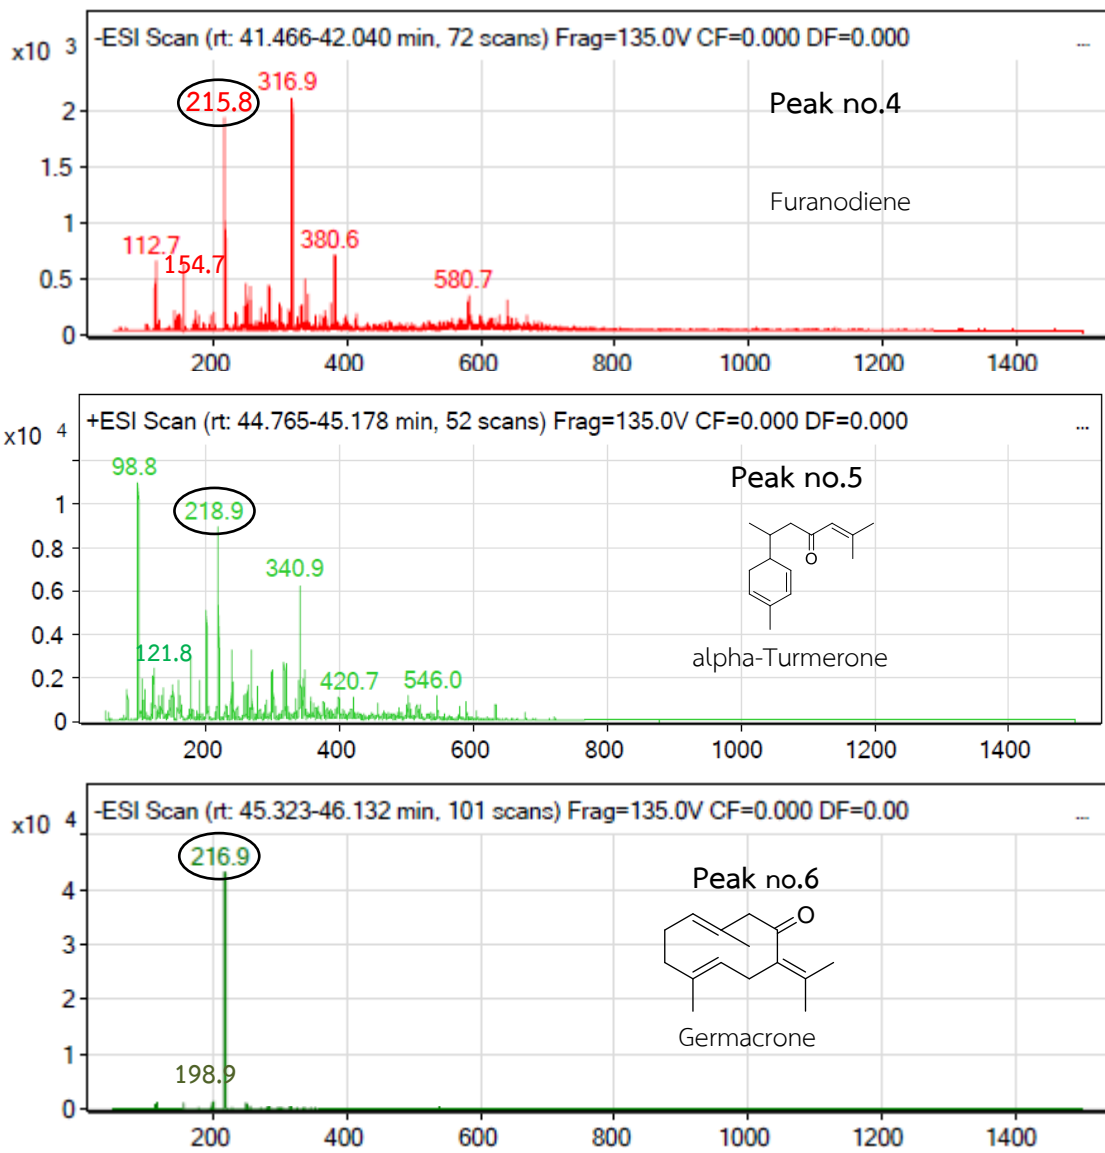 -ESI Scan (rt: 41.466-42.040 min, 72 scans) Frag=135.0V CF=0.000 DF=0.000 ...
x10 3
316.9
215.8
Peak no.4
2
1.5
Furanodiene
1
112.7
154.7
380.6
0.5
580.7
0
200 400 600 800 1000 1200 1400
+ESI Scan (rt: 44.765-45.178 min, 52 scans) Frag=135.0V CF=0.000 DF=0.000 ...
x10 4
98.8
Peak no.5
1
218.9
0.8
O
340.9
0.6
0.4
121.8
alpha-Turmerone
0.2
420.7
546.0
0
200 400 600 800 1000 1200 1400
-ESI Scan (rt: 45.323-46.132 min, 101 scans) Frag=135.0V CF=0.000 DF=0.00 ...
x10 4
216.9
Peak no.6
4
O
3
2
Germacrone
1
198.9
0
200 400 600 800 1000 1200 1400